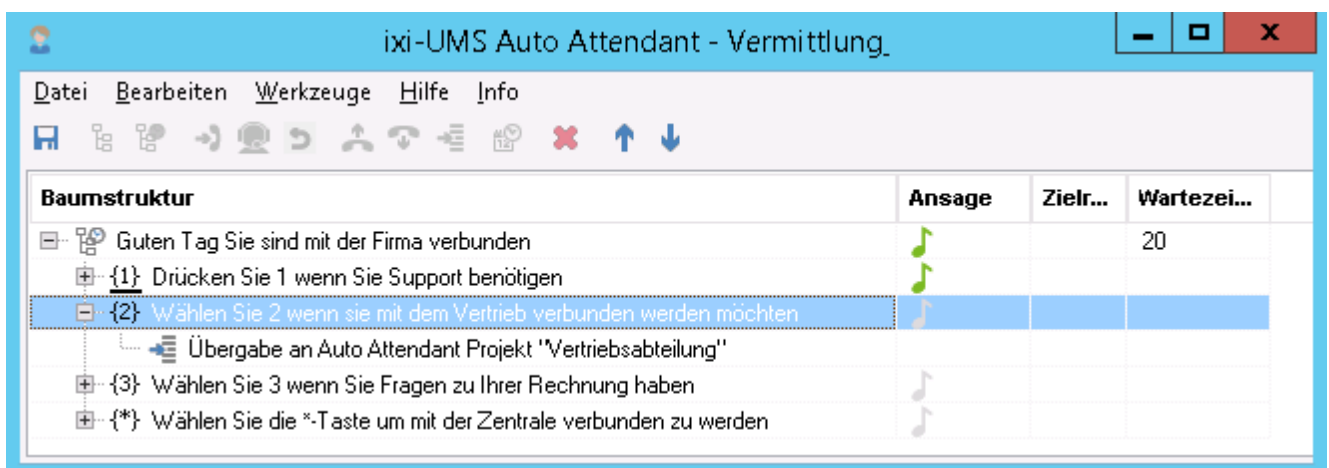 ixi-UMS Auto Attendant - Vermittlung_
Datei Bearbeiten Werkzeuge Hilfe Info
12
Baumstruktur Ansage Zielr... Wartezei...
Guten Tag Sie sind mit der Firma verbunden 20
{1} Drücken Sie 1 wenn Sie Support benötigen
{2} Wählen Sie 2 wenn sie mit dem Vertrieb verbunden werden möchten
Übergabe an Auto Attendant Projekt "Vertriebsabteilung"
{3} Wählen Sie 3 wenn Sie Fragen zu Ihrer Rechnung haben
{*} Wählen Sie die *-Taste um mit der Zentrale verbunden zu werden